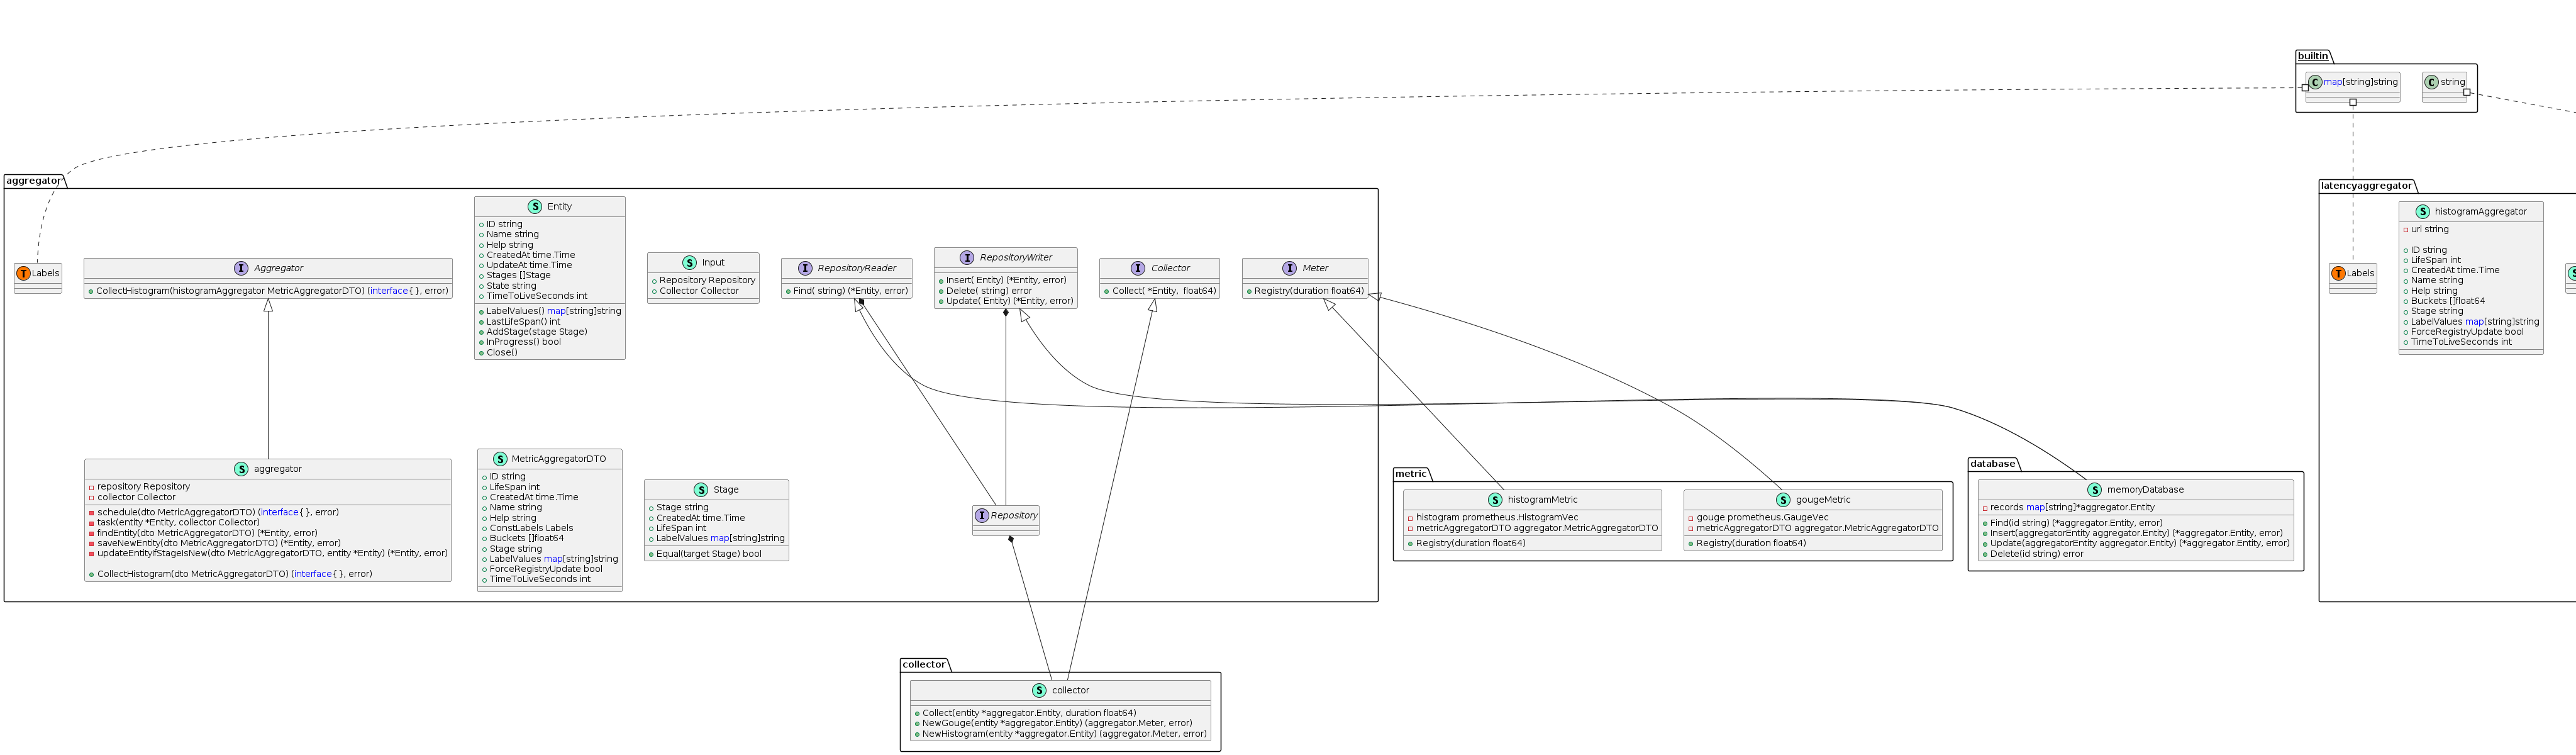 builtin
C map[string]string
C string
aggregator
T Labels
I Aggregator
CollectHistogram(histogramAggregator MetricAggregatorDTO) (interface{ }, error)
S Entity
ID string
Name string
Help string
CreatedAt time.Time
UpdateAt time.Time
Stages []Stage
State string
TimeToLiveSeconds int
LabelValues() map[string]string
LastLifeSpan() int
AddStage(stage Stage)
InProgress() bool
Close()
S Input
Repository Repository
Collector Collector
I RepositoryReader
Find( string) (*Entity, error)
I RepositoryWriter
Insert( Entity) (*Entity, error)
Delete( string) error
Update( Entity) (*Entity, error)
I Collector
Collect( *Entity,  float64)
I Meter
Registry(duration float64)
S aggregator
repository Repository
collector Collector
schedule(dto MetricAggregatorDTO) (interface{ }, error)
task(entity *Entity, collector Collector)
findEntity(dto MetricAggregatorDTO) (*Entity, error)
saveNewEntity(dto MetricAggregatorDTO) (*Entity, error)
updateEntityIfStageIsNew(dto MetricAggregatorDTO, entity *Entity) (*Entity, error)
CollectHistogram(dto MetricAggregatorDTO) (interface{ }, error)
S MetricAggregatorDTO
ID string
LifeSpan int
CreatedAt time.Time
Name string
Help string
ConstLabels Labels
Buckets []float64
Stage string
LabelValues map[string]string
ForceRegistryUpdate bool
TimeToLiveSeconds int
S Stage
Stage string
CreatedAt time.Time
LifeSpan int
LabelValues map[string]string
Equal(target Stage) bool
I Repository
metric
S histogramMetric
histogram prometheus.HistogramVec
metricAggregatorDTO aggregator.MetricAggregatorDTO
Registry(duration float64)
S gougeMetric
gouge prometheus.GaugeVec
metricAggregatorDTO aggregator.MetricAggregatorDTO
Registry(duration float64)
database
S memoryDatabase
records map[string]*aggregator.Entity
Find(id string) (*aggregator.Entity, error)
Insert(aggregatorEntity aggregator.Entity) (*aggregator.Entity, error)
Update(aggregatorEntity aggregator.Entity) (*aggregator.Entity, error)
Delete(id string) error
latencyaggregator
T Labels
S histogramAggregator
url string
ID string
LifeSpan int
CreatedAt time.Time
Name string
Help string
Buckets []float64
Stage string
LabelValues map[string]string
ForceRegistryUpdate bool
TimeToLiveSeconds int
S
collector
S collector
Collect(entity *aggregator.Entity, duration float64)
NewGouge(entity *aggregator.Entity) (aggregator.Meter, error)
NewHistogram(entity *aggregator.Entity) (aggregator.Meter, error)